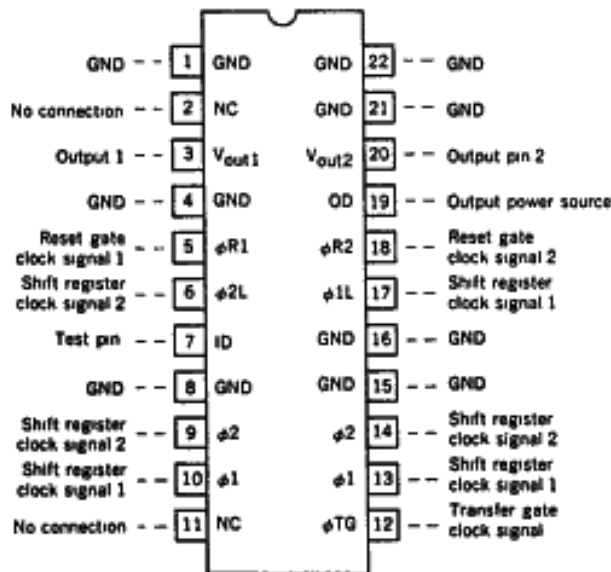 GND -- 1 GND GND 22 -- GND
No connection -- 2 NC GND 21 -- GND
Output 1 -- 3 Vout1 Vout2 20 -- Output pin 2
GND -- 4 GND OD 19 -- Output power source
Reset gate
clock signal 1 -- 5 φR1 φR2 18 -- Reset gate
clock signal 2
Shift register
clock signal 2 -- 6 φ2L φ1L 17 -- Shift register
clock signal 1
Test pin -- 7 ID GND 16 -- GND
GND -- 8 GND GND 15 -- GND
Shift register
clock signal 2 -- 9 φ2 φ2 14 -- Shift register
clock signal 2
Shift register
clock signal 1 -- 10 φ1 φ1 13 -- Shift register
clock signal 1
No connection -- 11 NC φTG 12 -- Transfer gate
clock signal